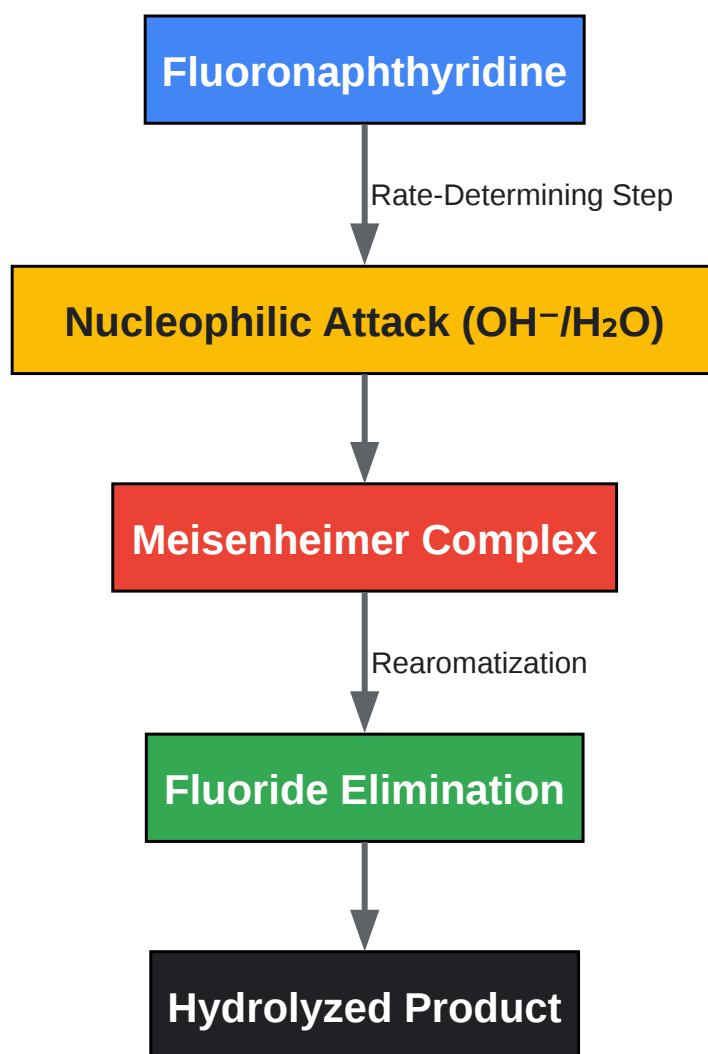 Fluoronaphthyridine
Rate-Determining Step
Nucleophilic Attack (OH⁻/H₂O)
Meisenheimer Complex
Rearomatization
Fluoride Elimination
Hydrolyzed Product